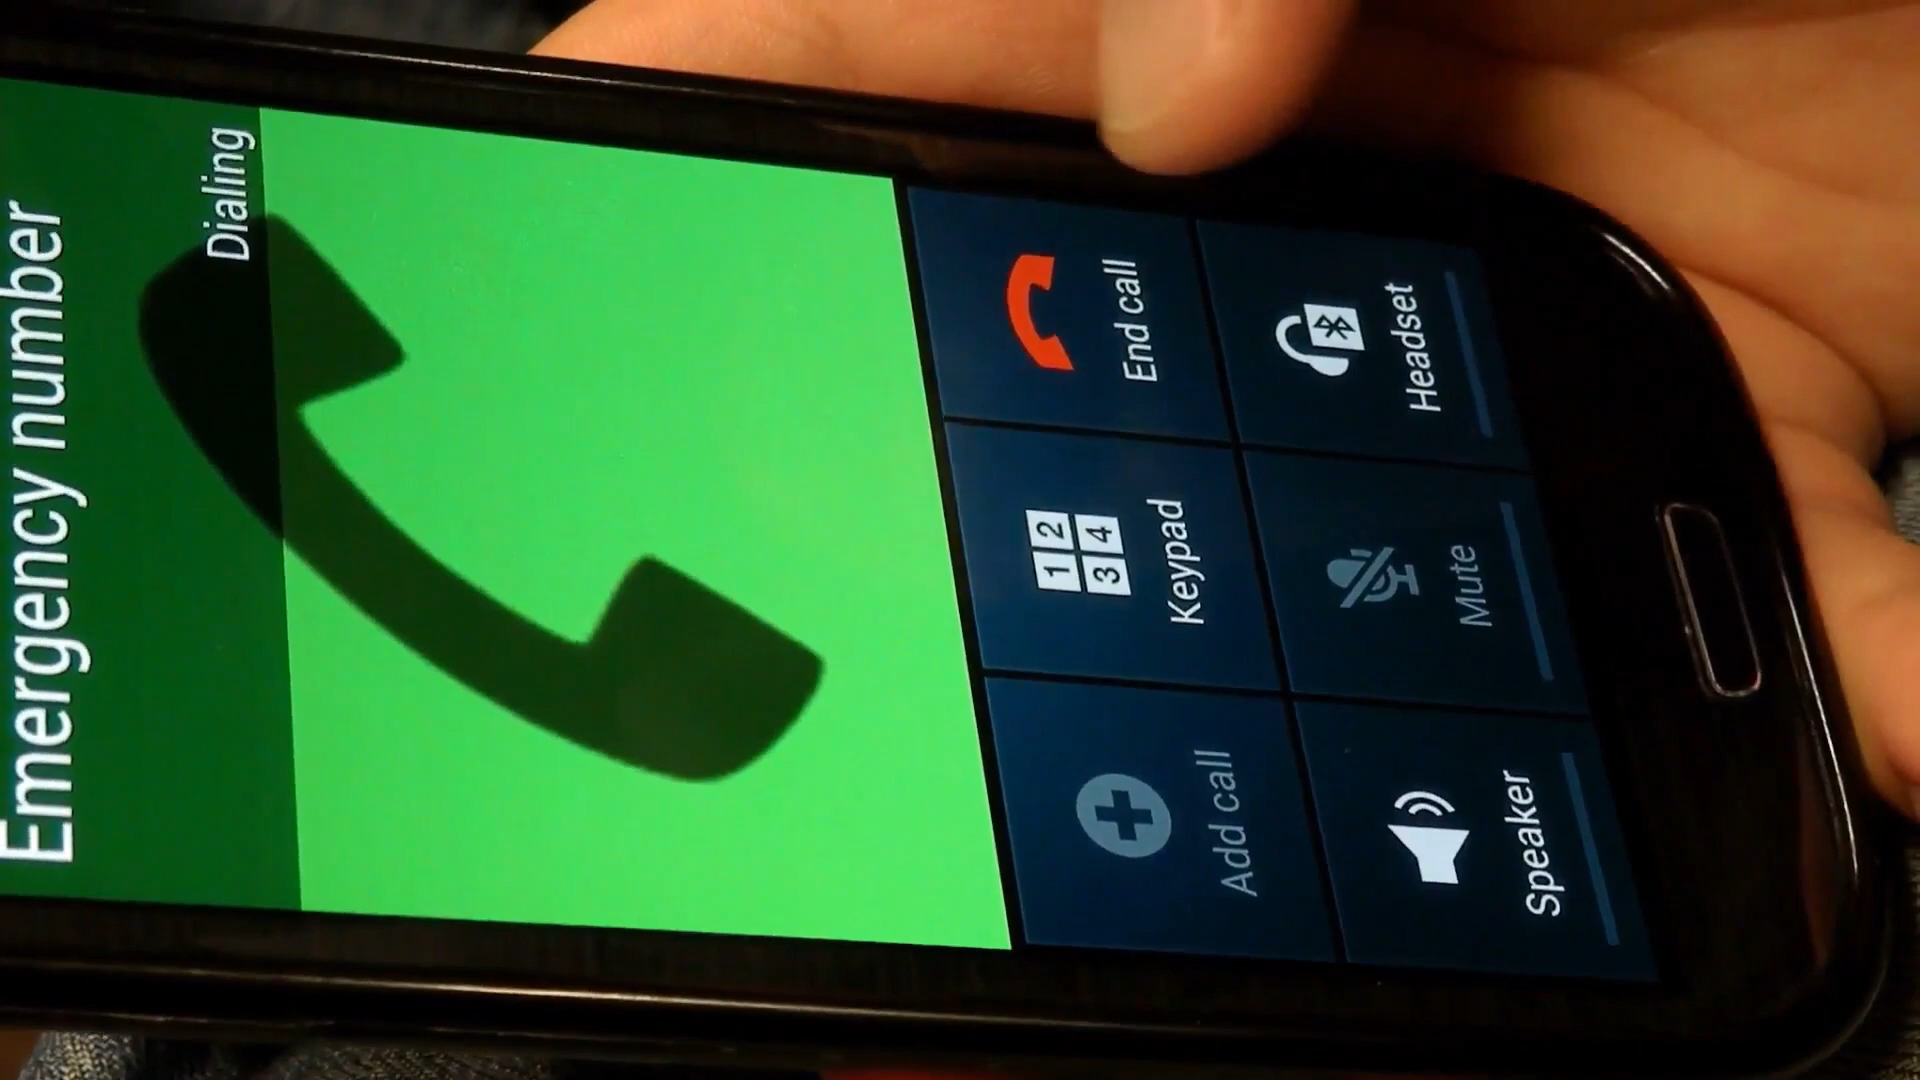 Emergency number
Dialing
Add call
1 2
3 4
Keypad
End call
Speaker
Mute
Headset